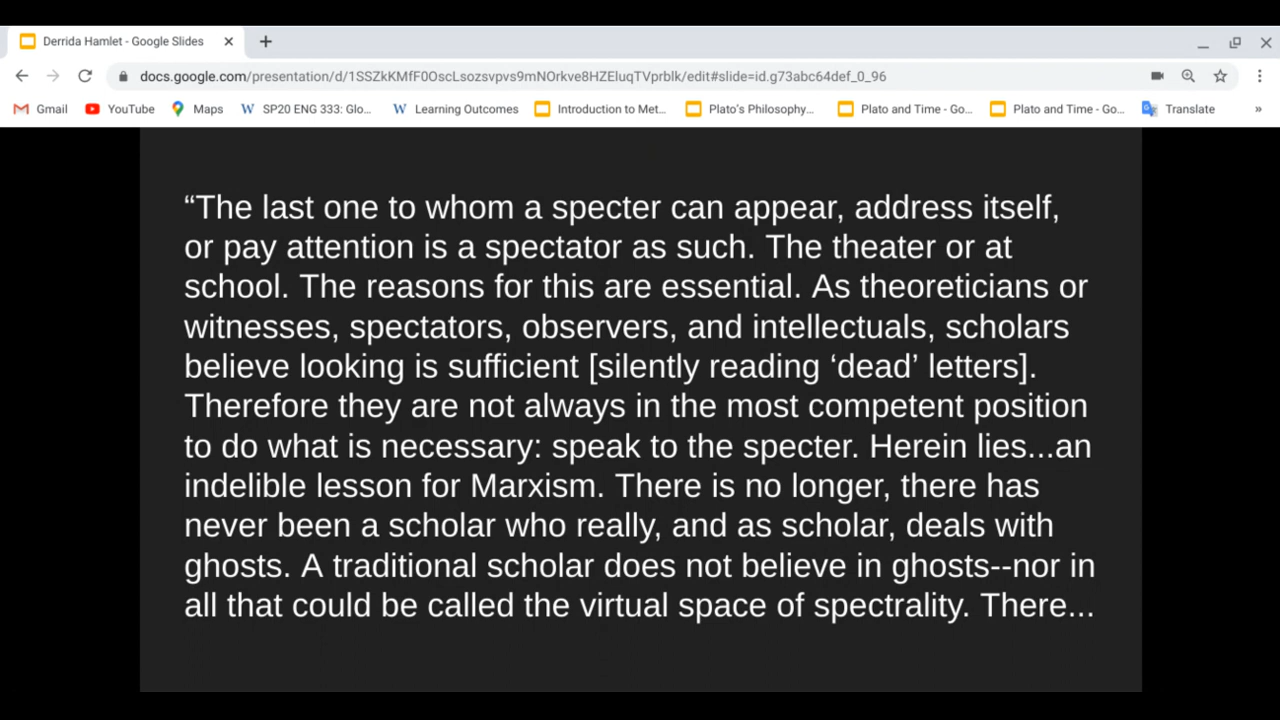 Derrida Hamlet - Google Slides
docs.google.com/presentation/d/1SSZkKMfF0OscLsozsvpvs9mNOrkve8HZEluqTVprblk/edit#slide=id.g73abc64def_0_96
Gmail YouTube Maps SP20 ENG 333: Glo... Learning Outcomes Introduction to Met... Plato's Philosophy... Plato and Time - Go... Plato and Time - Go... Translate »
“The last one to whom a specter can appear, address itself,
or pay attention is a spectator as such. The theater or at
school. The reasons for this are essential. As theoreticians or
witnesses, spectators, observers, and intellectuals, scholars
believe looking is sufficient [silently reading ‘dead’ letters].
Therefore they are not always in the most competent position
to do what is necessary: speak to the specter. Herein lies...an
indelible lesson for Marxism. There is no longer, there has
never been a scholar who really, and as scholar, deals with
ghosts. A traditional scholar does not believe in ghosts--nor in
all that could be called the virtual space of spectrality. There...